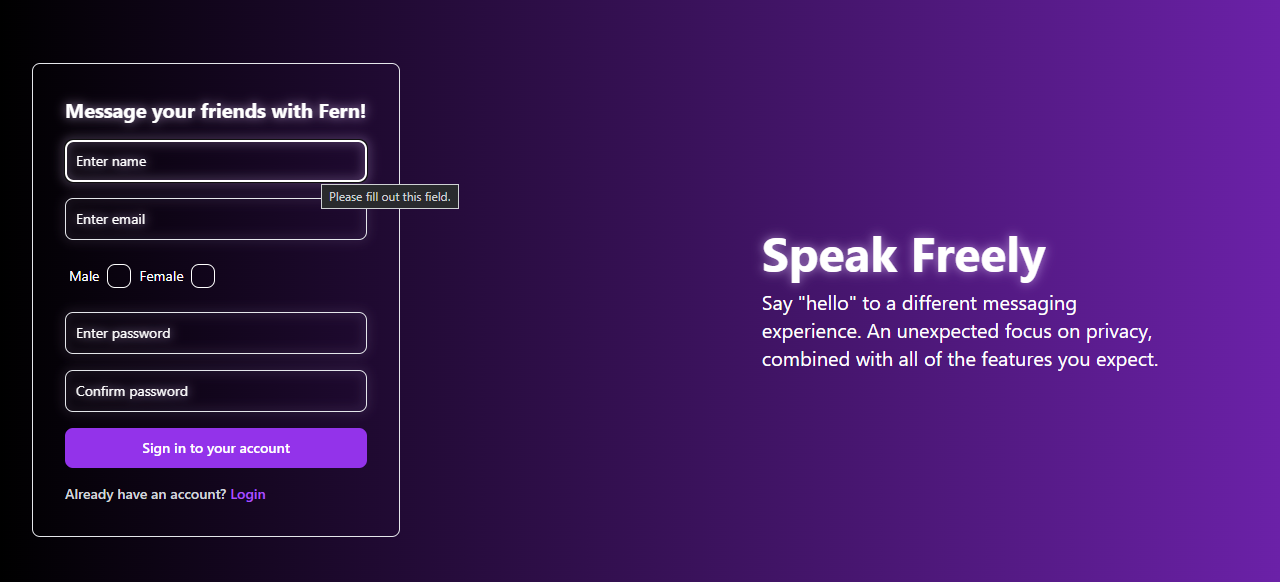 Message your friends with Fern!
Enter name
Please fill out this field.
Enter email
Male Female
Enter password
Confirm password
Sign in to your account
Already have an account? Login
Speak Freely
Say "hello" to a different messaging
experience. An unexpected focus on privacy,
combined with all of the features you expect.